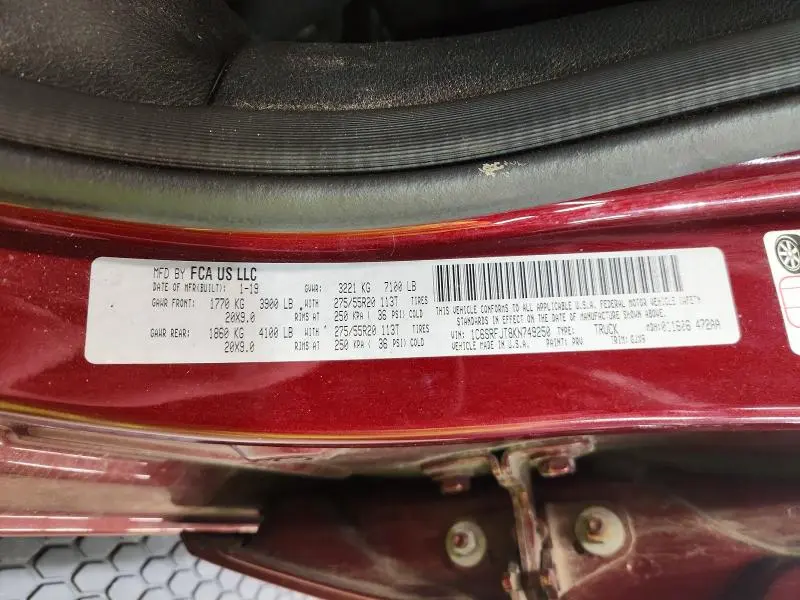 MFD BY FCA US LLC
DATE OF MFR(BUILT): 1-19 GVWR: 3221 KG 7100 LB
GAWR FRONT: 1770 KG 3900 LB WITH 275/55R20 113T TIRES
20X9.0 RIMS AT 250 KPA ( 36 PSI) COLD
GAWR REAR: 1860 KG 4100 LB WITH 275/55R20 113T TIRES
20X9.0 RIMS AT 250 KPA ( 36 PSI) COLD
THIS VEHICLE CONFORMS TO ALL APPLICABLE U.S.A. FEDERAL MOTOR VEHICLE SAFETY
STANDARDS IN EFFECT ON THE DATE OF MANUFACTURE SHOWN ABOVE.
VIN: 1C6SRFJT8KN749250 TYPE: TRUCK MDH: 011606 472AA
VEHICLE MADE IN U.S.A. PAINT: PRV TRIM: